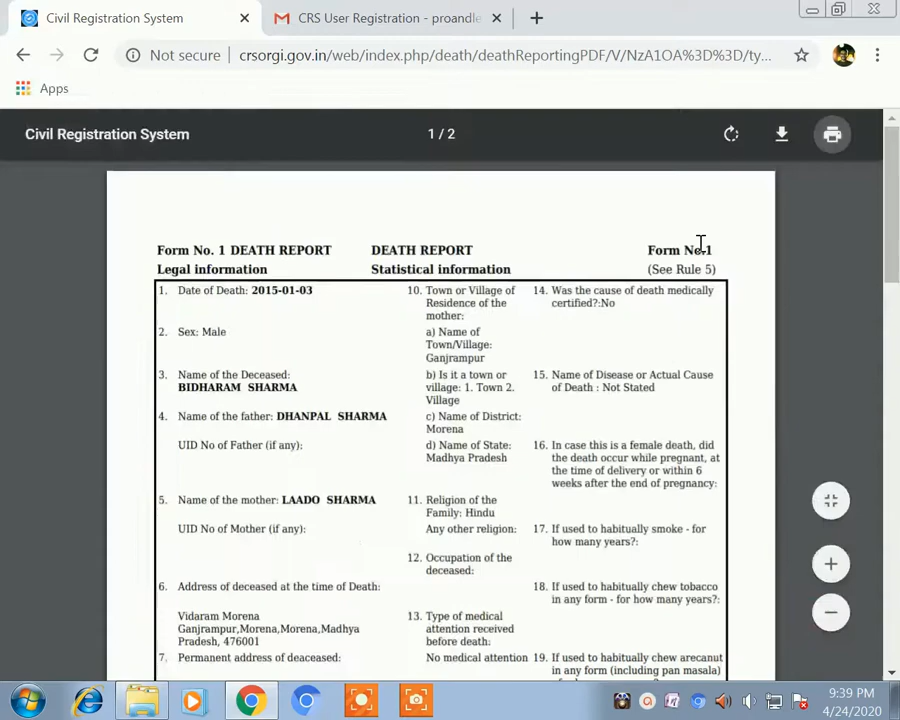 Civil Registration System
CRS User Registration - proandle
Not secure
crsorgi.gov.in/web/index.php/death/deathReportingPDF/V/NzA1OA%3D%3D/ty...
Apps
Civil Registration System
1 / 2
Form No. 1 DEATH REPORT
Legal information
DEATH REPORT
Statistical information
Form No.1
(See Rule 5)
1. Date of Death: 2015-01-03
2. Sex: Male
3. Name of the Deceased:
BIDHARAM SHARMA
4. Name of the father: DHANPAL SHARMA
UID No of Father (if any):
5. Name of the mother: LAADO SHARMA
UID No of Mother (if any):
6. Address of deceased at the time of Death:
Vidaram Morena
Ganjrampur,Morena,Morena,Madhya
Pradesh, 476001
7. Permanent address of deaceased:
10. Town or Village of
Residence of the
mother:
a) Name of
Town/Village:
Ganjrampur
b) Is it a town or
village: 1. Town 2.
Village
c) Name of District:
Morena
d) Name of State:
Madhya Pradesh
11. Religion of the
Family: Hindu
Any other religion:
12. Occupation of the
deceased:
13. Type of medical
attention received
before death:
No medical attention
14. Was the cause of death medically
certified?:No
15. Name of Disease or Actual Cause
of Death : Not Stated
16. In case this is a female death, did
the death occur while pregnant, at
the time of delivery or within 6
weeks after the end of pregnancy:
17. If used to habitually smoke - for
how many years?:
18. If used to habitually chew tobacco
in any form - for how many years?:
19. If used to habitually chew arecanut
in any form (including pan masala)
9:39 PM
4/24/2020